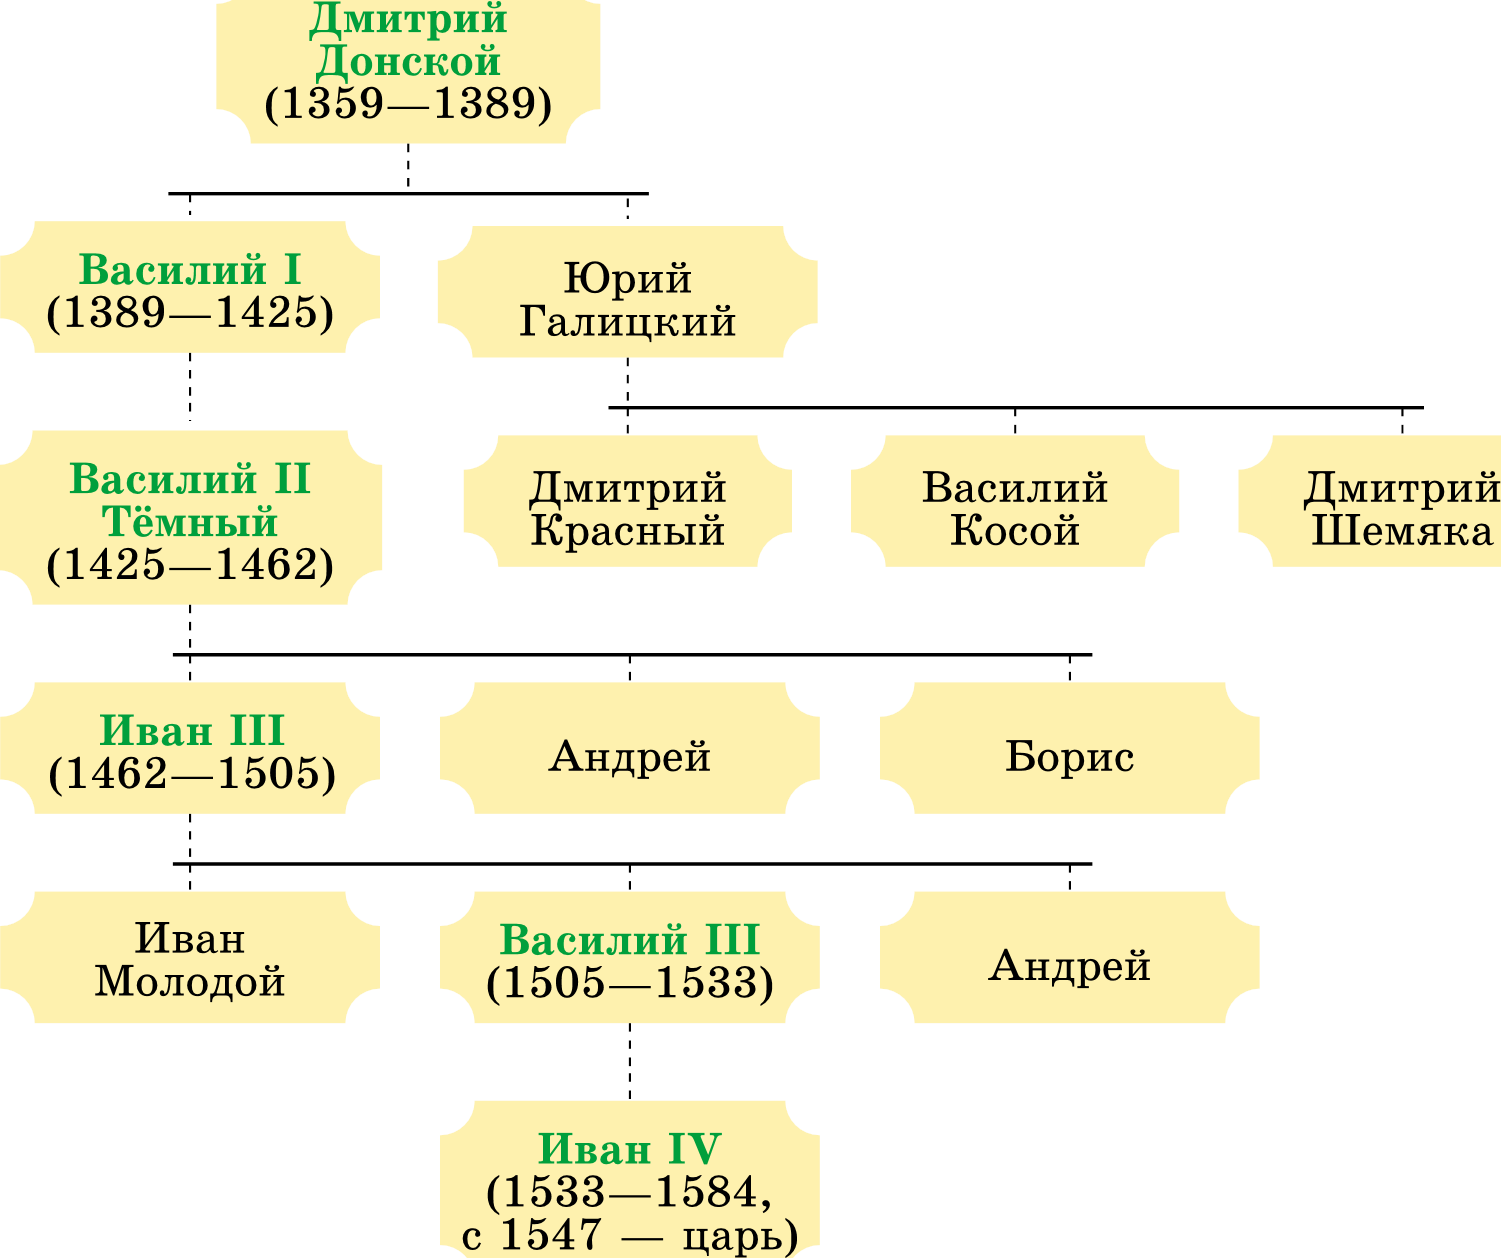 Дмитрий
Донской
(1359—1389)
Василий I
(1389—1425)
Юрий
Галицкий
Василий II
Тёмный
(1425—1462)
Дмитрий
Красный
Василий
Косой
Дмитрий
Шемяка
Иван III
(1462—1505)
Андрей
Борис
Иван
Молодой
Василий III
(1505—1533)
Андрей
Иван IV
(1533—1584,
с 1547 — царь)